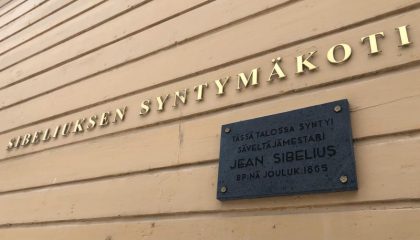 SIBELIUKSEN SYNTYMÄKOTI
TÄSSÄ TALOSSA SYNTYI
SÄVELTÄJÄMESTARI
JEAN SIBELIUS
8P:NÄ JOULUK. 1865